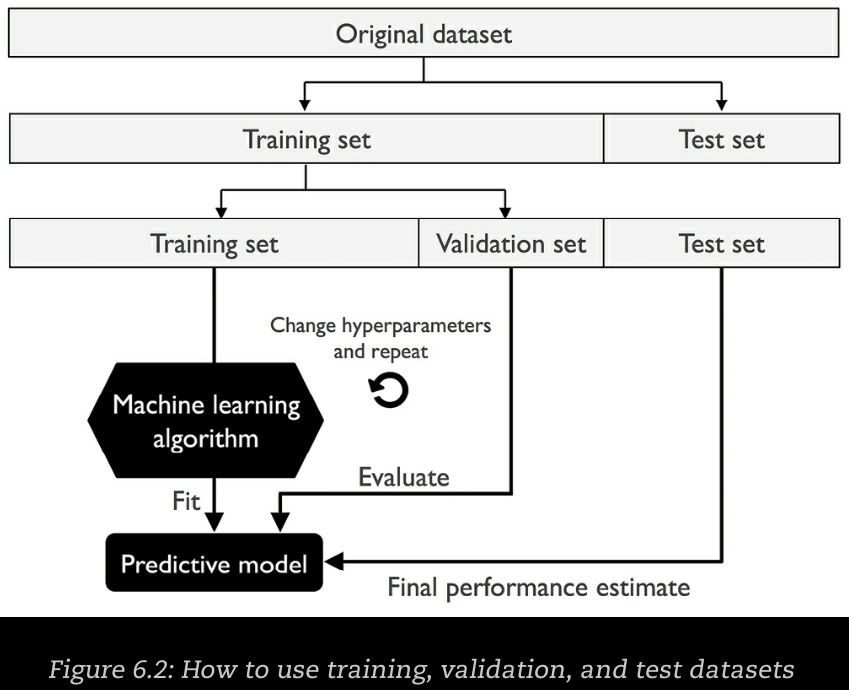 Original dataset
Training set
Test set
Training set
Validation set
Test set
Change hyperparameters
and repeat
Machine learning
algorithm
Evaluate
Fit
Predictive model
Final performance estimate
Figure 6.2: How to use training, validation, and test datasets